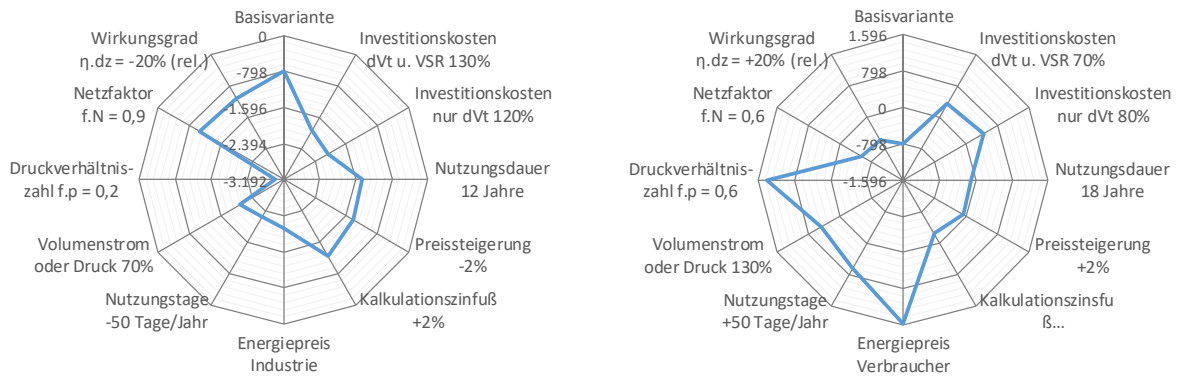 Basisvariante
0
Wirkungsgrad
η.dz = -20% (rel.)
Investitionskosten
dVt u. VSR 130%
-798
Netzfaktor
f.N = 0,9
Investitionskosten
nur dVt 120%
-1.596
-2.394
Druckverhältnis-
zahl f.p = 0,2
-3.192
Nutzungsdauer
12 Jahre
Volumenstrom
oder Druck 70%
Preissteigerung
-2%
Nutzungstage
-50 Tage/Jahr
Kalkulationszinfuß
+2%
Energiepreis
Industrie
Basisvariante
1.596
Wirkungsgrad
η.dz = +20% (rel.)
Investitionskosten
dVt u. VSR 70%
798
Netzfaktor
f.N = 0,6
Investitionskosten
nur dVt 80%
0
-798
Druckverhältnis-
zahl f.p = 0,6
-1.596
Nutzungsdauer
18 Jahre
Volumenstrom
oder Druck 130%
Preissteigerung
+2%
Nutzungstage
+50 Tage/Jahr
Kalkulationszinsfu
ß...
Energiepreis
Verbraucher